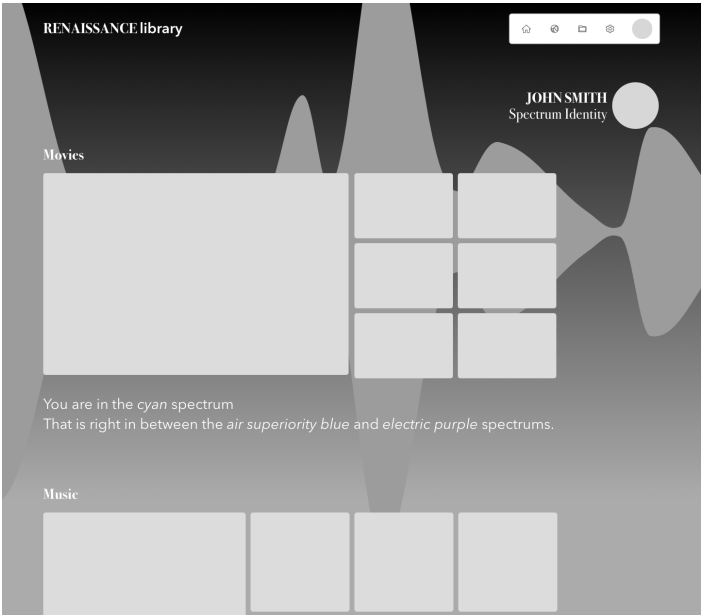 RENAISSANCE library
JOHN SMITH
Spectrum Identity
Movies
You are in the cyan spectrum
That is right in between the air superiority blue and electric purple spectrums.
Music